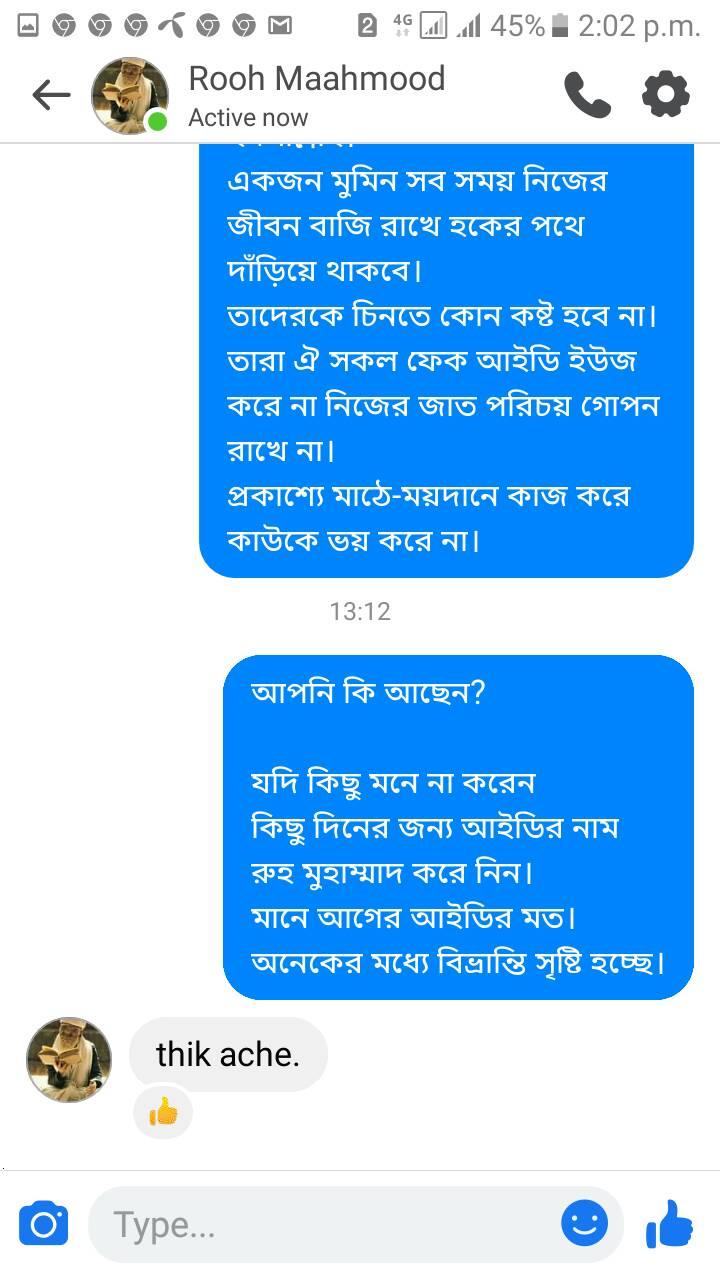 2 4G 45% 2:02 p.m.
Rooh Maahmood
Active now
একজন মুমিন সব সময় নিজের
জীবন বাজি রাখে হকের পথে
দাঁড়িয়ে থাকবে।
তাদেরকে চিনতে কোন কষ্ট হবে না।
তারা ঐ সকল ফেক আইডি ইউজ
করে না নিজের জাত পরিচয় গোপন
রাখে না।
প্রকাশ্যে মাঠে-ময়দানে কাজ করে
কাউকে ভয় করে না।
13:12
আপনি কি আছেন?
যদি কিছু মনে না করেন
কিছু দিনের জন্য আইডির নাম
রুহ মুহাম্মাদ করে নিন।
মানে আগের আইডির মত।
অনেকের মধ্যে বিভ্রান্তি সৃষ্টি হচ্ছে।
thik ache.
Type...